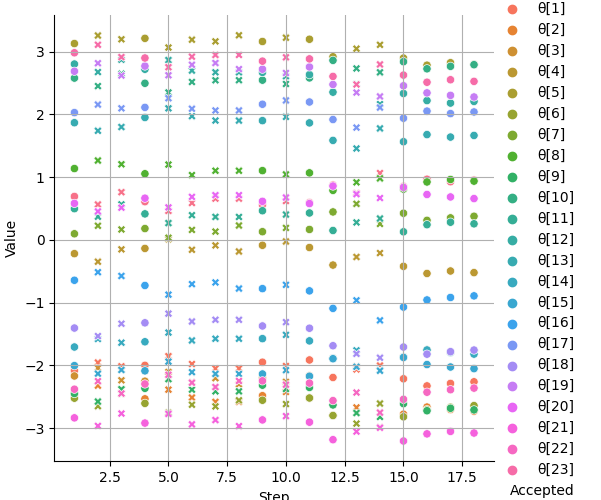 θ[1]
θ[2]
θ[3]
θ[4]
θ[5]
θ[6]
θ[7]
θ[8]
θ[9]
θ[10]
θ[11]
θ[12]
θ[13]
θ[14]
θ[15]
θ[16]
θ[17]
θ[18]
θ[19]
θ[20]
θ[21]
θ[22]
θ[23]
Accepted
Value
3
2
1
0
−1
−2
−3
2.5 5.0 7.5 10.0 12.5 15.0 17.5
Step